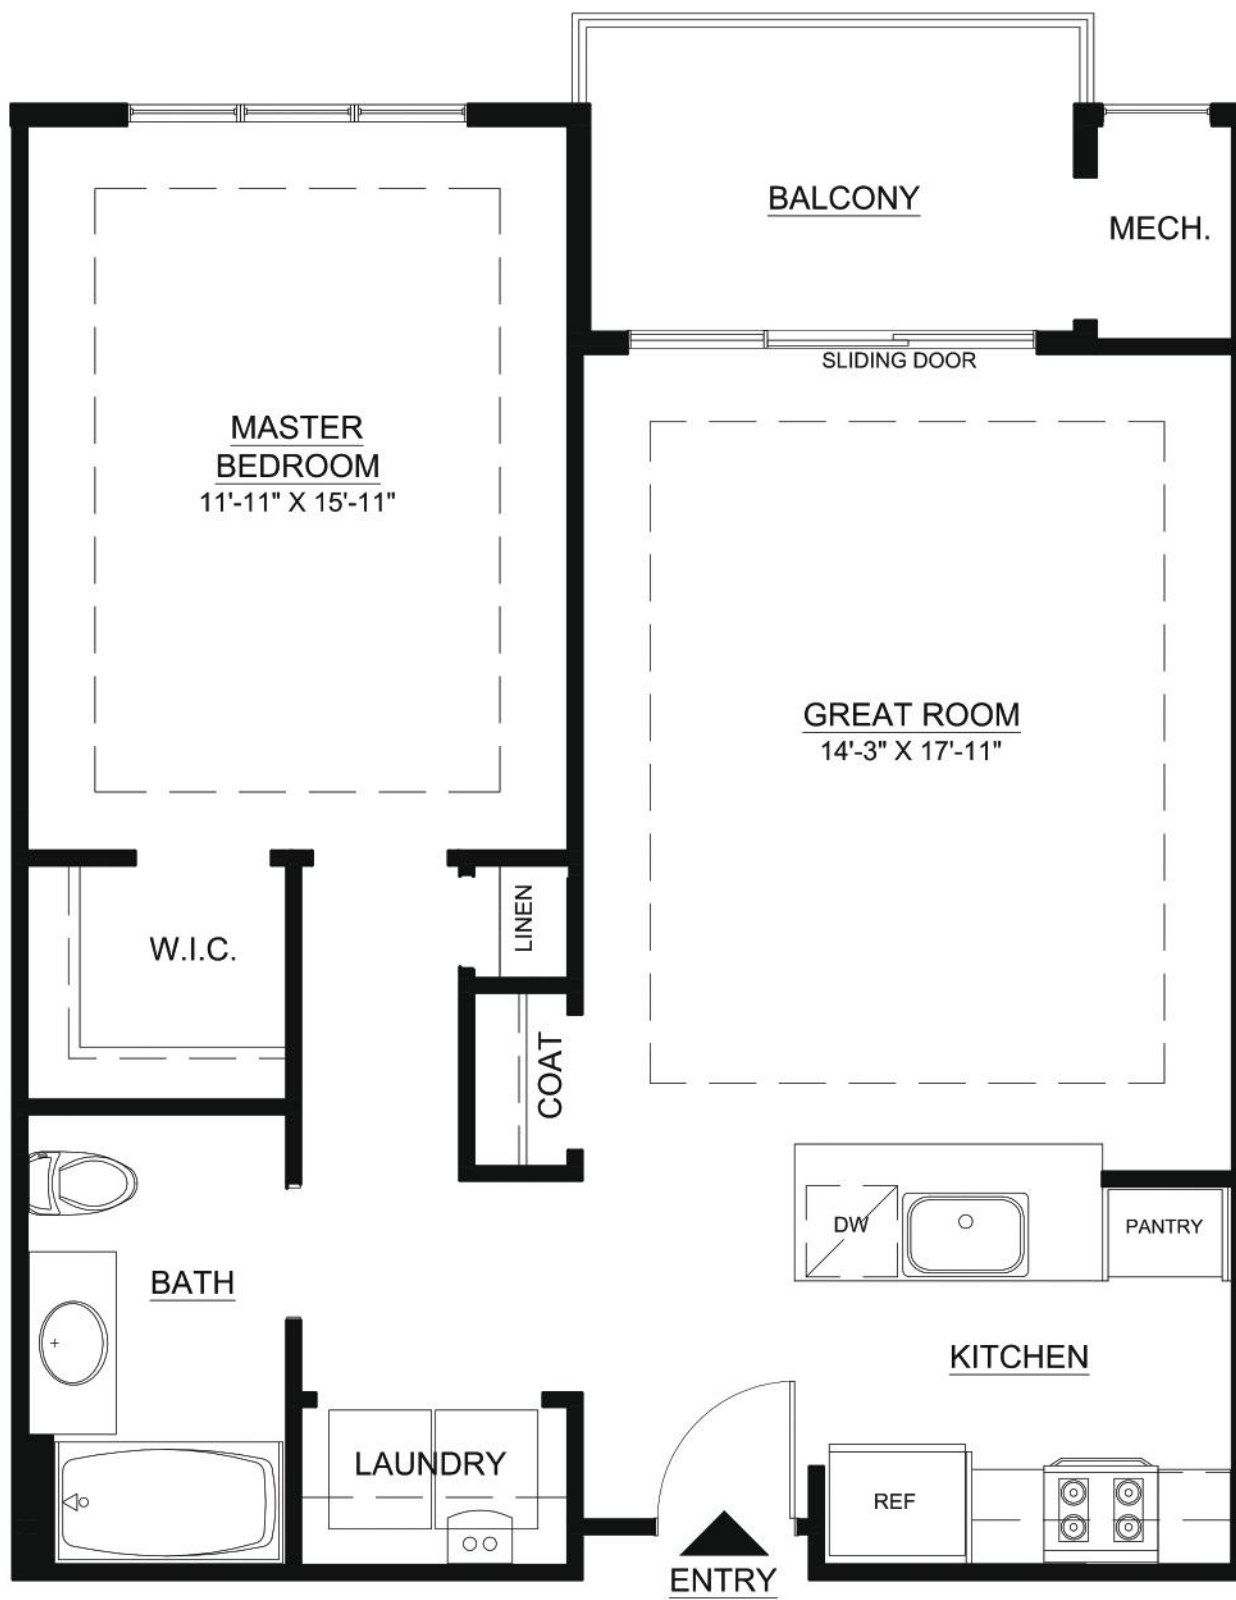 BALCONY
MECH.
SLIDING DOOR
MASTER
BEDROOM
11'-11" X 15'-11"
GREAT ROOM
14'-3" X 17'-11"
W.I.C.
LINEN
COAT
DW
PANTRY
BATH
KITCHEN
LAUNDRY
REF
ENTRY